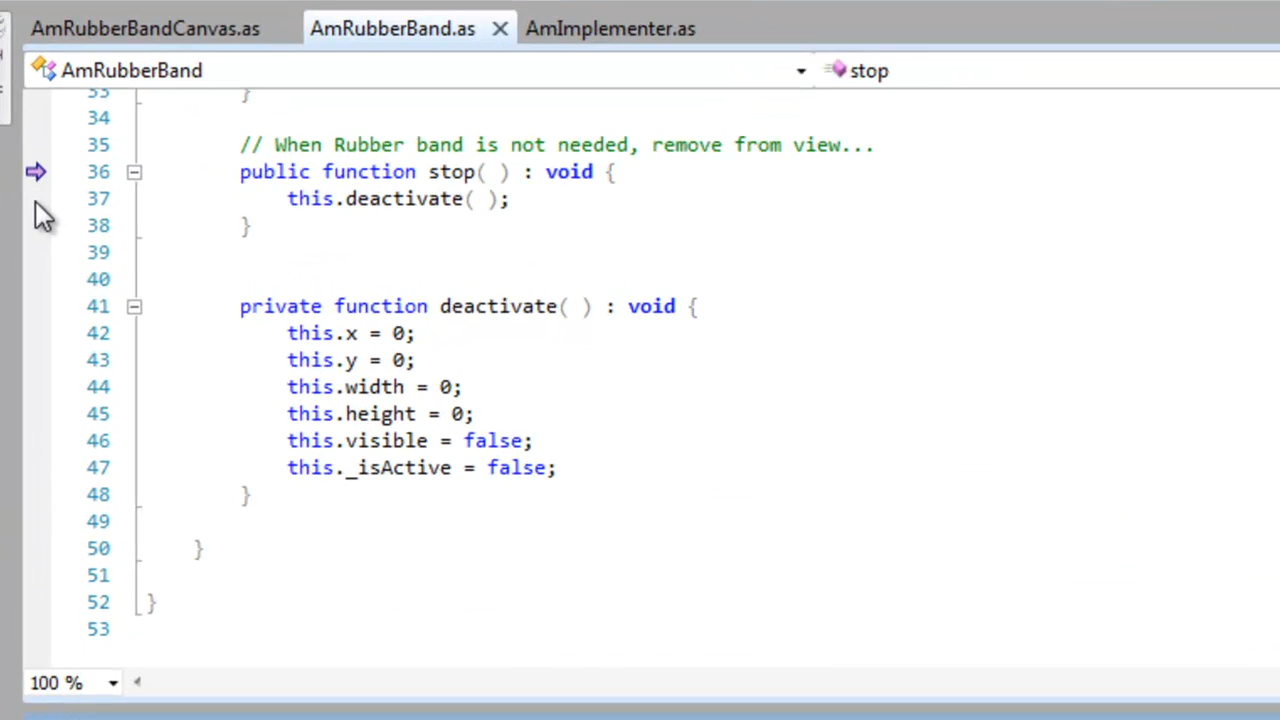 AmRubberBandCanvas.as AmRubberBand.as AmImplementer.as
AmRubberBand stop
33 }
34
35 // When Rubber band is not needed, remove from view...
36 public function stop( ) : void {
37 this.deactivate( );
38 }
39
40
41 private function deactivate( ) : void {
42 this.x = 0;
43 this.y = 0;
44 this.width = 0;
45 this.height = 0;
46 this.visible = false;
47 this._isActive = false;
48 }
49
50 }
51
52 }
53
100 %